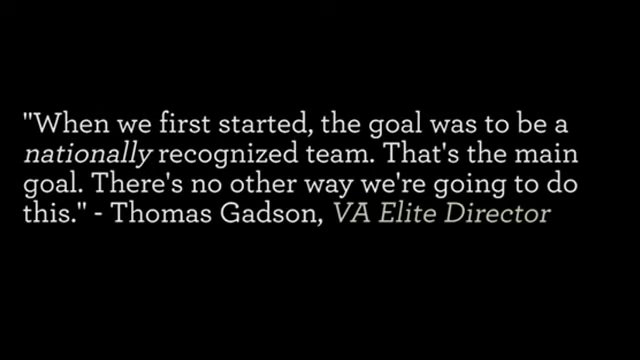 "When we first started, the goal was to be a
nationally recognized team. That's the main
goal. There's no other way we're going to do
this." - Thomas Gadson, VA Elite Director